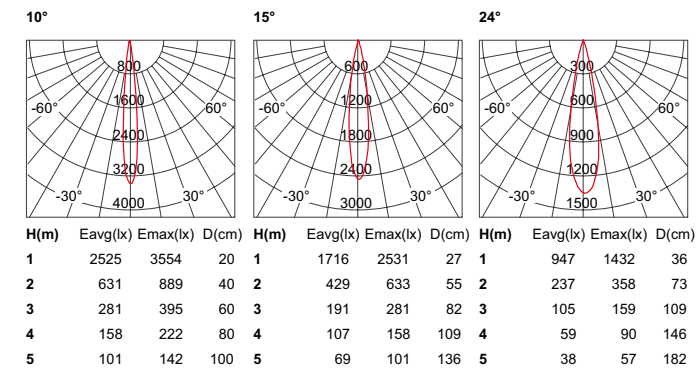 10° 15° 24°
800 600 300
1600 1200 600
-60° 60° -60° 60° -60° 60°
2400 1800 900
3200 2400 1200
-30° 30° -30° 30° -30° 30°
4000 3000 1500
H(m) Eavg(lx) Emax(lx) D(cm) H(m) Eavg(lx) Emax(lx) D(cm) H(m) Eavg(lx) Emax(lx) D(cm)
1 2525 3554 20 1 1716 2531 27 1 947 1432 36
2 631 889 40 2 429 633 55 2 237 358 73
3 281 395 60 3 191 281 82 3 105 159 109
4 158 222 80 4 107 158 109 4 59 90 146
5 101 142 100 5 69 101 136 5 38 57 182